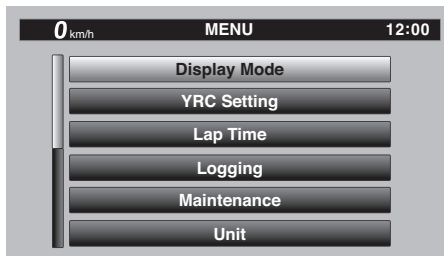 0 km/h MENU 12:00
Display Mode
YRC Setting
Lap Time
Logging
Maintenance
Unit